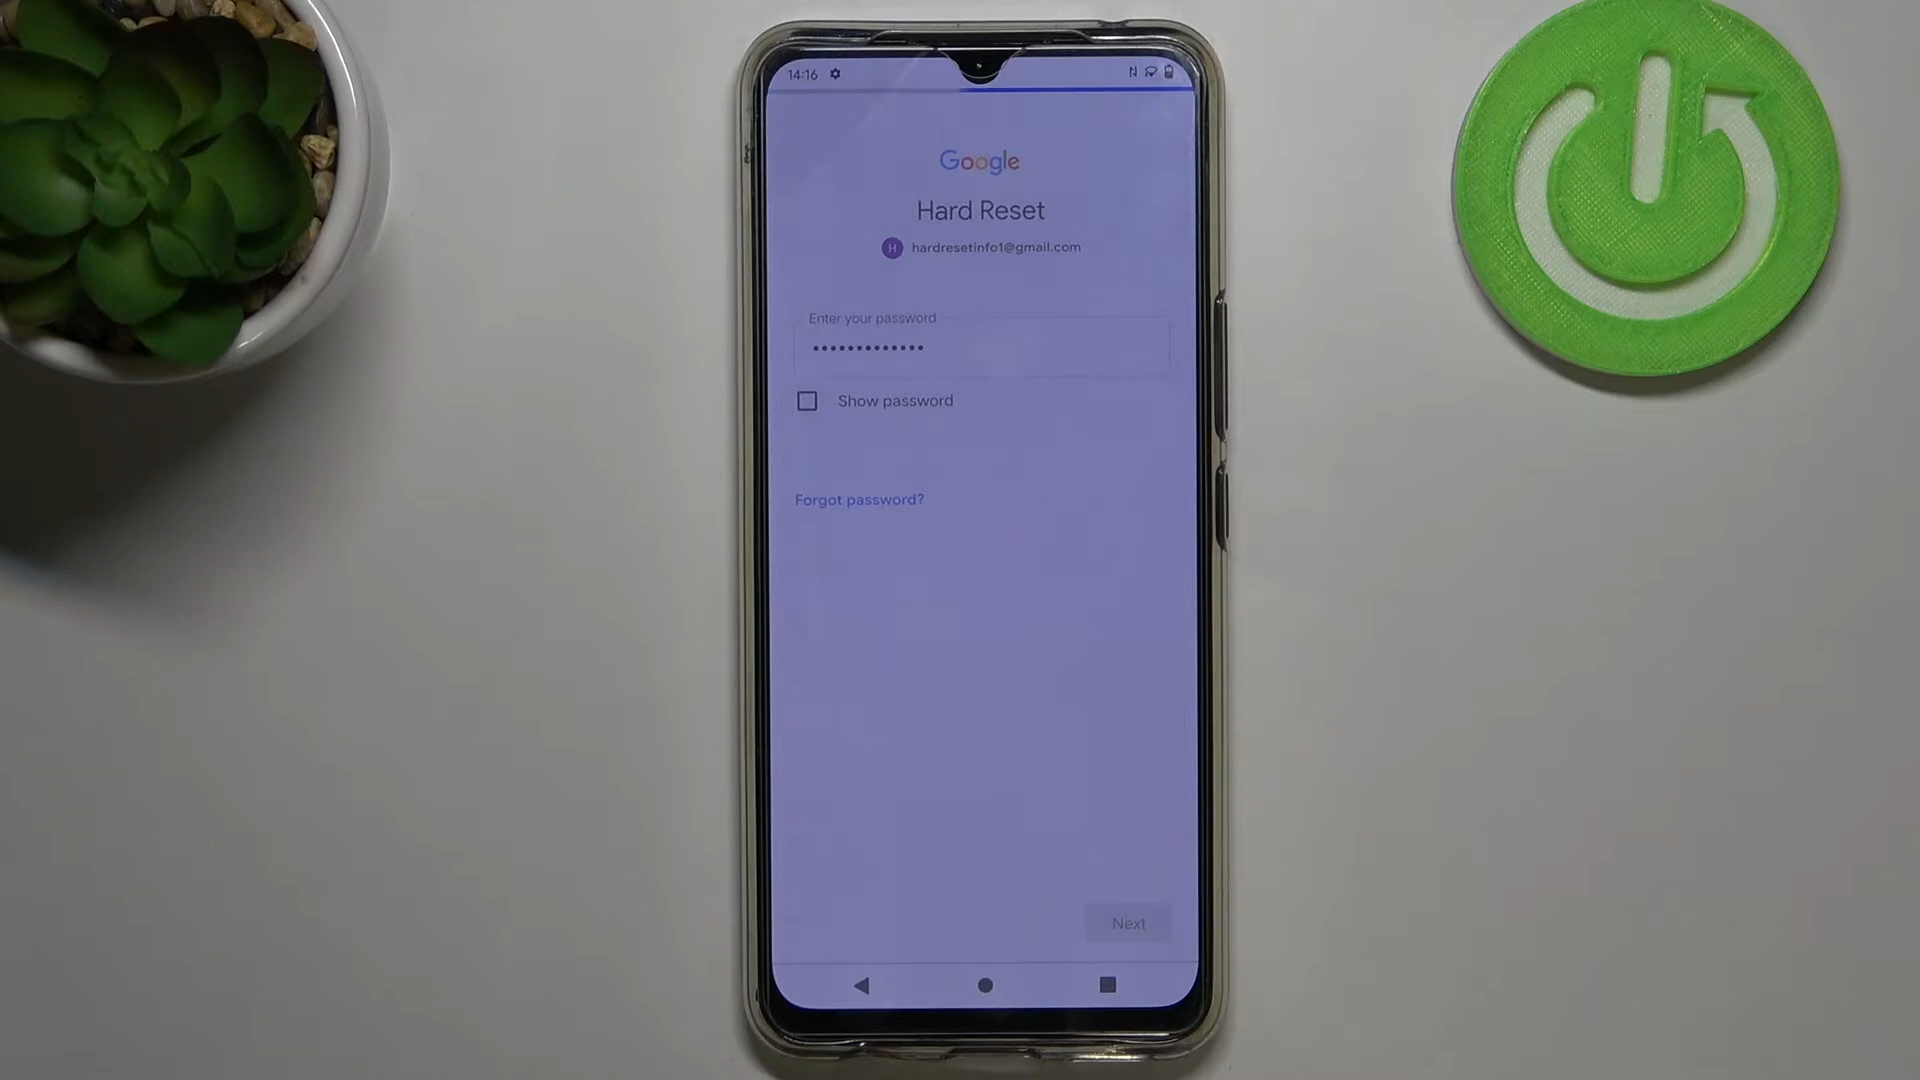 14:16
Google
Hard Reset
H hardresetinfo1@gmail.com
Enter your password
•••••••••••••
Show password
Forgot password?
Next